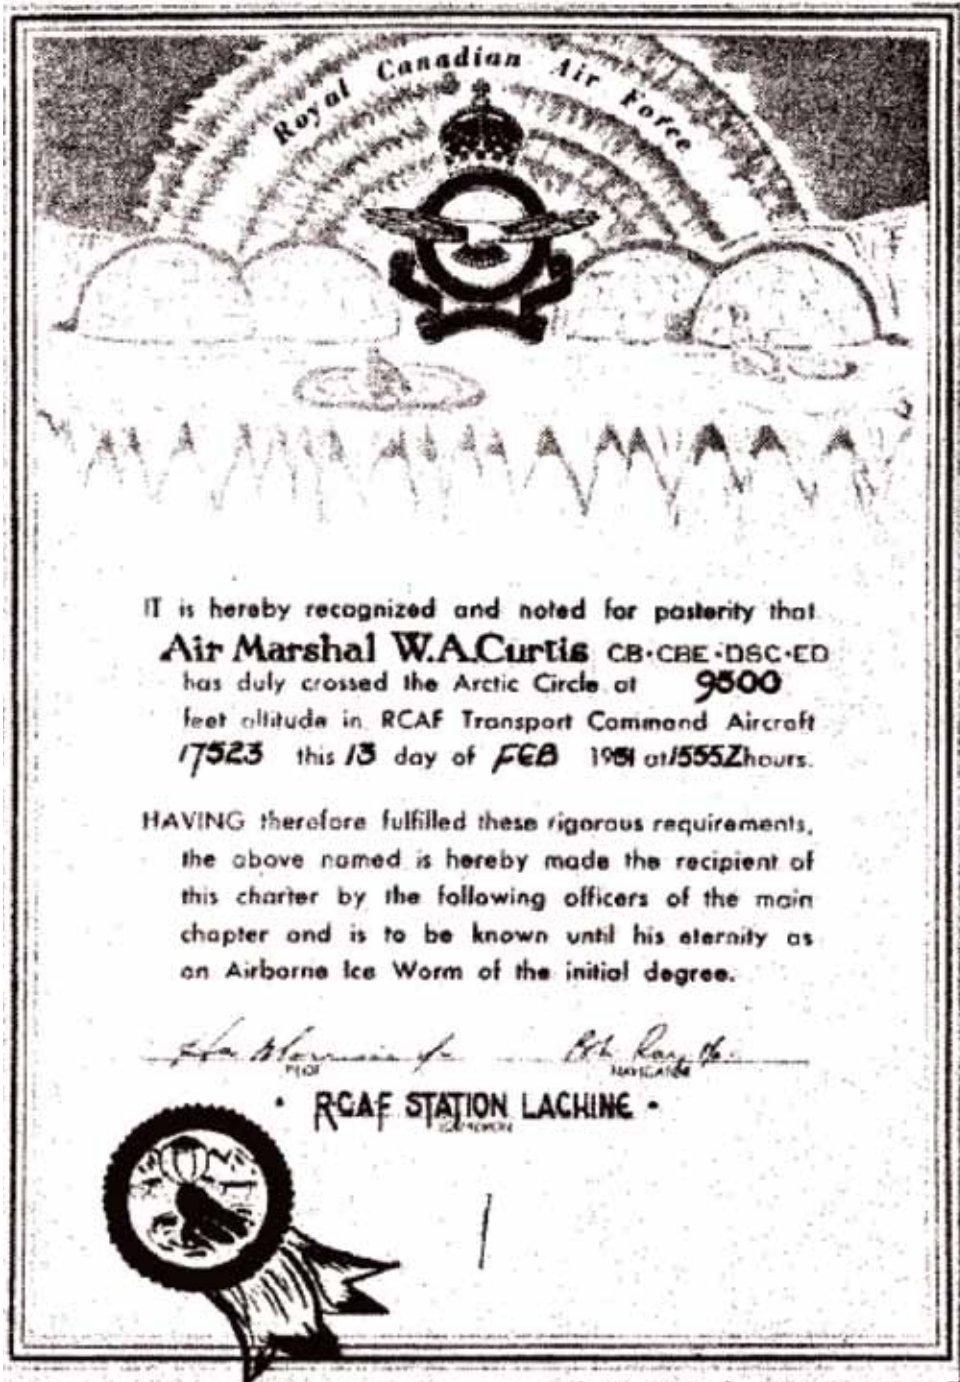 Royal Canadian Air Force
IT is hereby recognized and noted for posterity that
Air Marshal W.A.Curtis CB·CBE·DSC·ED
has duly crossed the Arctic Circle at 9500
feet altitude in RCAF Transport Command Aircraft
17523 this 13 day of FEB 1951 at 1555Z hours.
HAVING therefore fulfilled these rigorous requirements,
the above named is hereby made the recipient of
this charter by the following officers of the main
chapter and is to be known until his eternity as
an Airborne Ice Worm of the initial degree.
PILOT NAVIGATOR
· RCAF STATION LACHINE ·